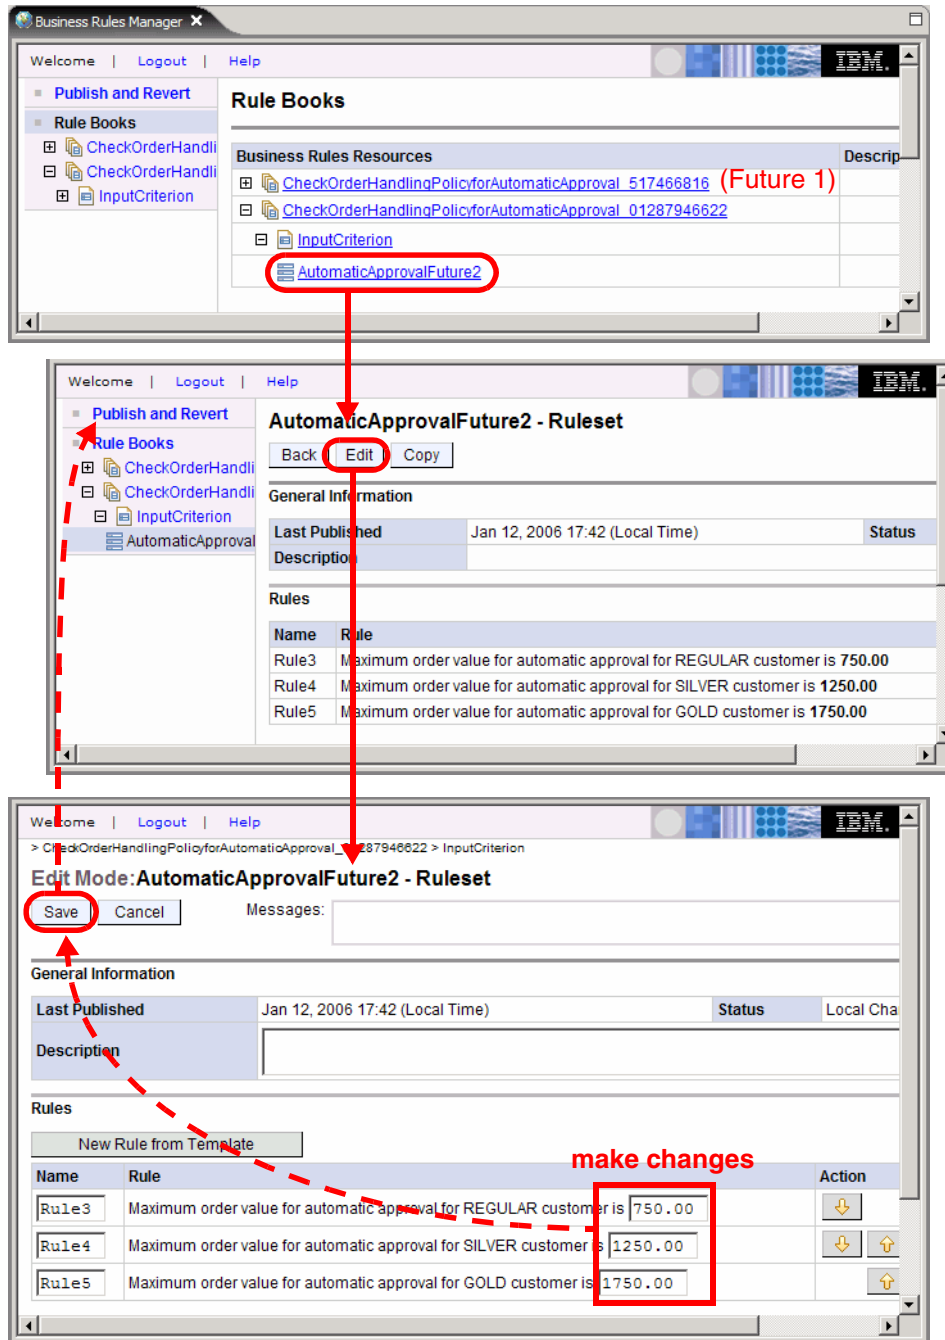 Business Rules Manager
Welcome | Logout | Help
IBM.
Publish and Revert
Rule Books
CheckOrderHandli
CheckOrderHandli
InputCriterion
Rule Books
Business Rules Resources Descrip
CheckOrderHandlingPolicyforAutomaticApproval_517466816 (Future 1)
CheckOrderHandlingPolicyforAutomaticApproval_01287946622
InputCriterion
AutomaticApprovalFuture2
Welcome | Logout | Help
IBM.
Publish and Revert
Rule Books
CheckOrderHandli
CheckOrderHandli
InputCriterion
AutomaticApproval
AutomaticApprovalFuture2 - Ruleset
Back Edit Copy
General Information
Last Published Jan 12, 2006 17:42 (Local Time) Status
Description
Rules
Name Rule
Rule3 Maximum order value for automatic approval for REGULAR customer is 750.00
Rule4 Maximum order value for automatic approval for SILVER customer is 1250.00
Rule5 Maximum order value for automatic approval for GOLD customer is 1750.00
Welcome | Logout | Help
IBM.
> CheckOrderHandlingPolicyforAutomaticApproval_01287946622 > InputCriterion
Edit Mode:AutomaticApprovalFuture2 - Ruleset
Save Cancel Messages:
General Information
Last Published Jan 12, 2006 17:42 (Local Time) Status Local Cha
Description
Rules
New Rule from Template
make changes
Name Rule Action
Rule3 Maximum order value for automatic approval for REGULAR customer is 750.00
Rule4 Maximum order value for automatic approval for SILVER customer is 1250.00
Rule5 Maximum order value for automatic approval for GOLD customer is 1750.00